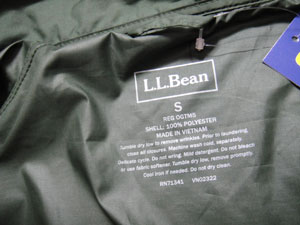 L.L.Bean
S
REG OGTM5
SHELL: 100% POLYESTER
MADE IN VIETNAM
Tumble dry low to remove wrinkles. Prior to laundering,
close all closures. Machine wash cold, separately.
Delicate cycle. Do not wring. Mild detergent. Do not bleach
or use fabric softener. Tumble dry low, remove promptly.
Cool iron if needed. Do not dry clean.
RN71341 VN02322